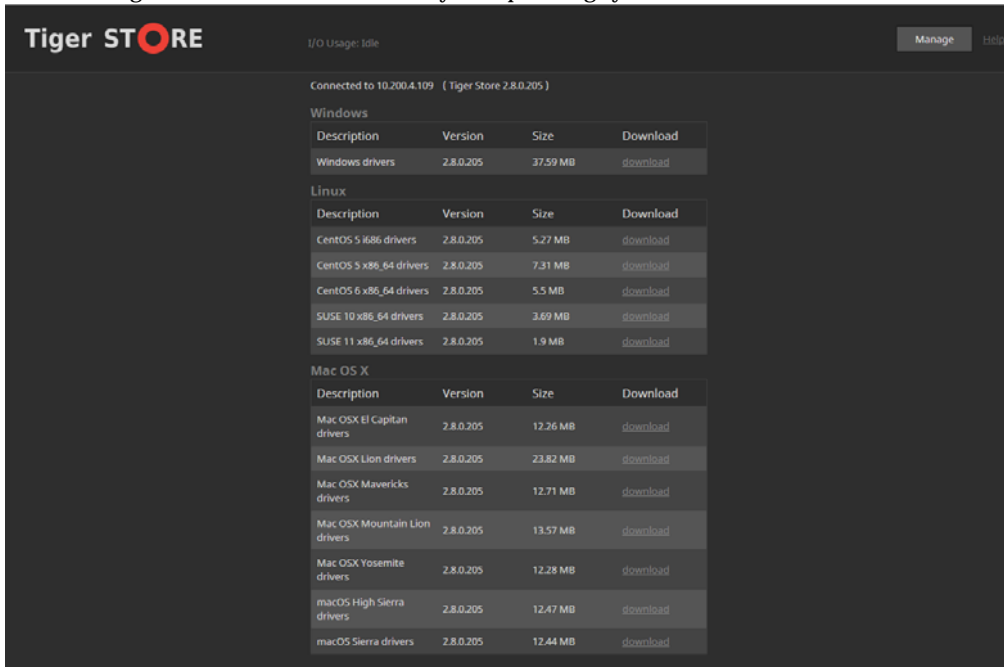 Tiger STORE
I/O Usage: Idle
Manage
Help
Connected to 10.200.4.109 ( Tiger Store 2.8.0.205 )
Windows
Description Version Size Download
Windows drivers 2.8.0.205 37.59 MB download
Linux
Description Version Size Download
CentOS 5 i686 drivers 2.8.0.205 5.27 MB download
CentOS 5 x86_64 drivers 2.8.0.205 7.31 MB download
CentOS 6 x86_64 drivers 2.8.0.205 5.5 MB download
SUSE 10 x86_64 drivers 2.8.0.205 3.69 MB download
SUSE 11 x86_64 drivers 2.8.0.205 1.9 MB download
Mac OS X
Description Version Size Download
Mac OSX El Capitan
drivers 2.8.0.205 12.26 MB download
Mac OSX Lion drivers 2.8.0.205 23.82 MB download
Mac OSX Mavericks
drivers 2.8.0.205 12.71 MB download
Mac OSX Mountain Lion
drivers 2.8.0.205 13.57 MB download
Mac OSX Yosemite
drivers 2.8.0.205 12.28 MB download
macOS High Sierra
drivers 2.8.0.205 12.47 MB download
macOS Sierra drivers 2.8.0.205 12.44 MB download